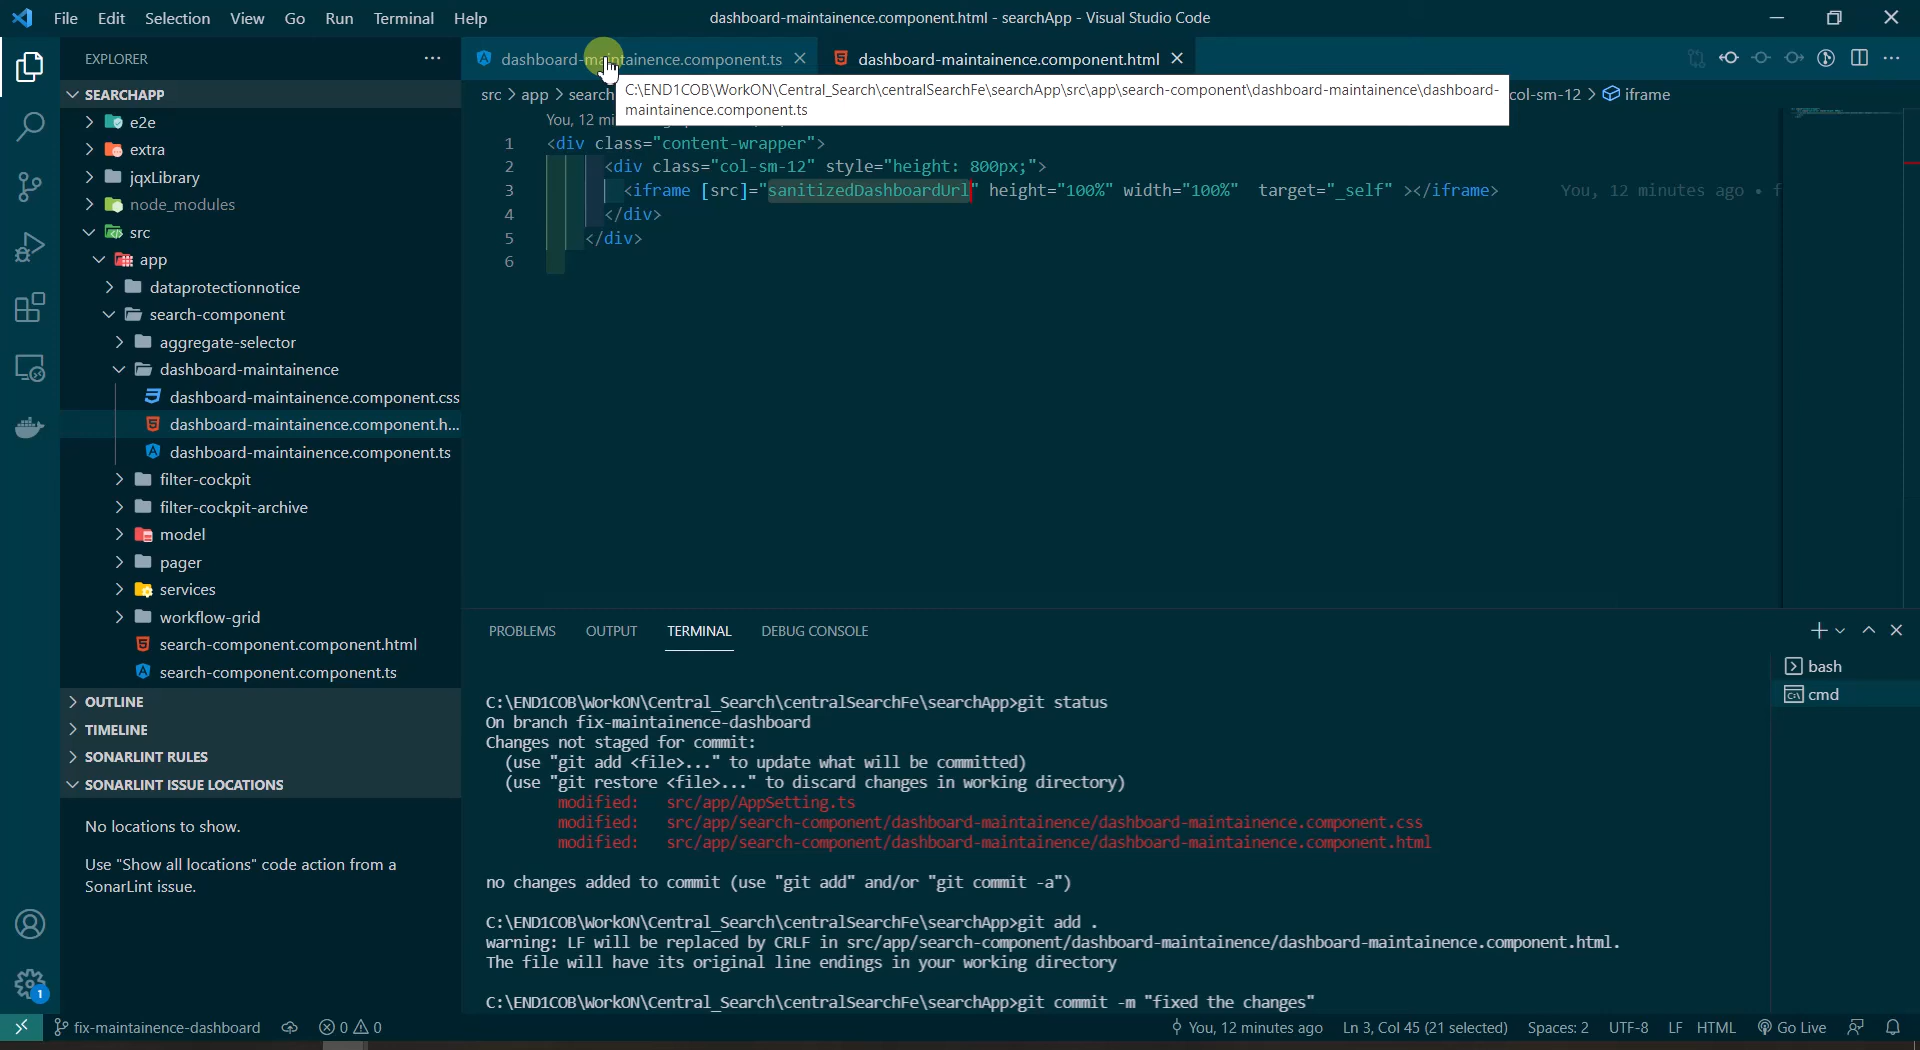 File Edit Selection View Go Run Terminal Help
dashboard-maintainence.component.html - searchApp - Visual Studio Code
EXPLORER
dashboard-maintainence.component.ts
dashboard-maintainence.component.html
SEARCHAPP
src > app > search
C:\END1COB\WorkON\Central_Search\centralSearchFe\searchApp\src\app\search-component\dashboard-maintainence\dashboard-
maintainence.component.ts
col-sm-12 > iframe
You, 12 mi
e2e
extra
jqxLibrary
node_modules
src
app
dataprotectionnotice
search-component
aggregate-selector
dashboard-maintainence
dashboard-maintainence.component.css
dashboard-maintainence.component.h...
dashboard-maintainence.component.ts
filter-cockpit
filter-cockpit-archive
model
pager
services
workflow-grid
search-component.component.html
search-component.component.ts
OUTLINE
TIMELINE
SONARLINT RULES
SONARLINT ISSUE LOCATIONS
No locations to show.
Use "Show all locations" code action from a
SonarLint issue.
1 <div class="content-wrapper">
2 <div class="col-sm-12" style="height: 800px;">
3 <iframe [src]="sanitizedDashboardUrl" height="100%" width="100%" target="_self" ></iframe> You, 12 minutes ago • f
4 </div>
5 </div>
6
PROBLEMS OUTPUT TERMINAL DEBUG CONSOLE
bash
cmd
C:\END1COB\WorkON\Central_Search\centralSearchFe\searchApp>git status
On branch fix-maintainence-dashboard
Changes not staged for commit:
(use "git add <file>..." to update what will be committed)
(use "git restore <file>..." to discard changes in working directory)
modified: src/app/AppSetting.ts
modified: src/app/search-component/dashboard-maintainence/dashboard-maintainence.component.css
modified: src/app/search-component/dashboard-maintainence/dashboard-maintainence.component.html
no changes added to commit (use "git add" and/or "git commit -a")
C:\END1COB\WorkON\Central_Search\centralSearchFe\searchApp>git add .
warning: LF will be replaced by CRLF in src/app/search-component/dashboard-maintainence/dashboard-maintainence.component.html.
The file will have its original line endings in your working directory
C:\END1COB\WorkON\Central_Search\centralSearchFe\searchApp>git commit -m "fixed the changes"
1
fix-maintainence-dashboard 0 0 You, 12 minutes ago Ln 3, Col 45 (21 selected) Spaces: 2 UTF-8 LF HTML Go Live